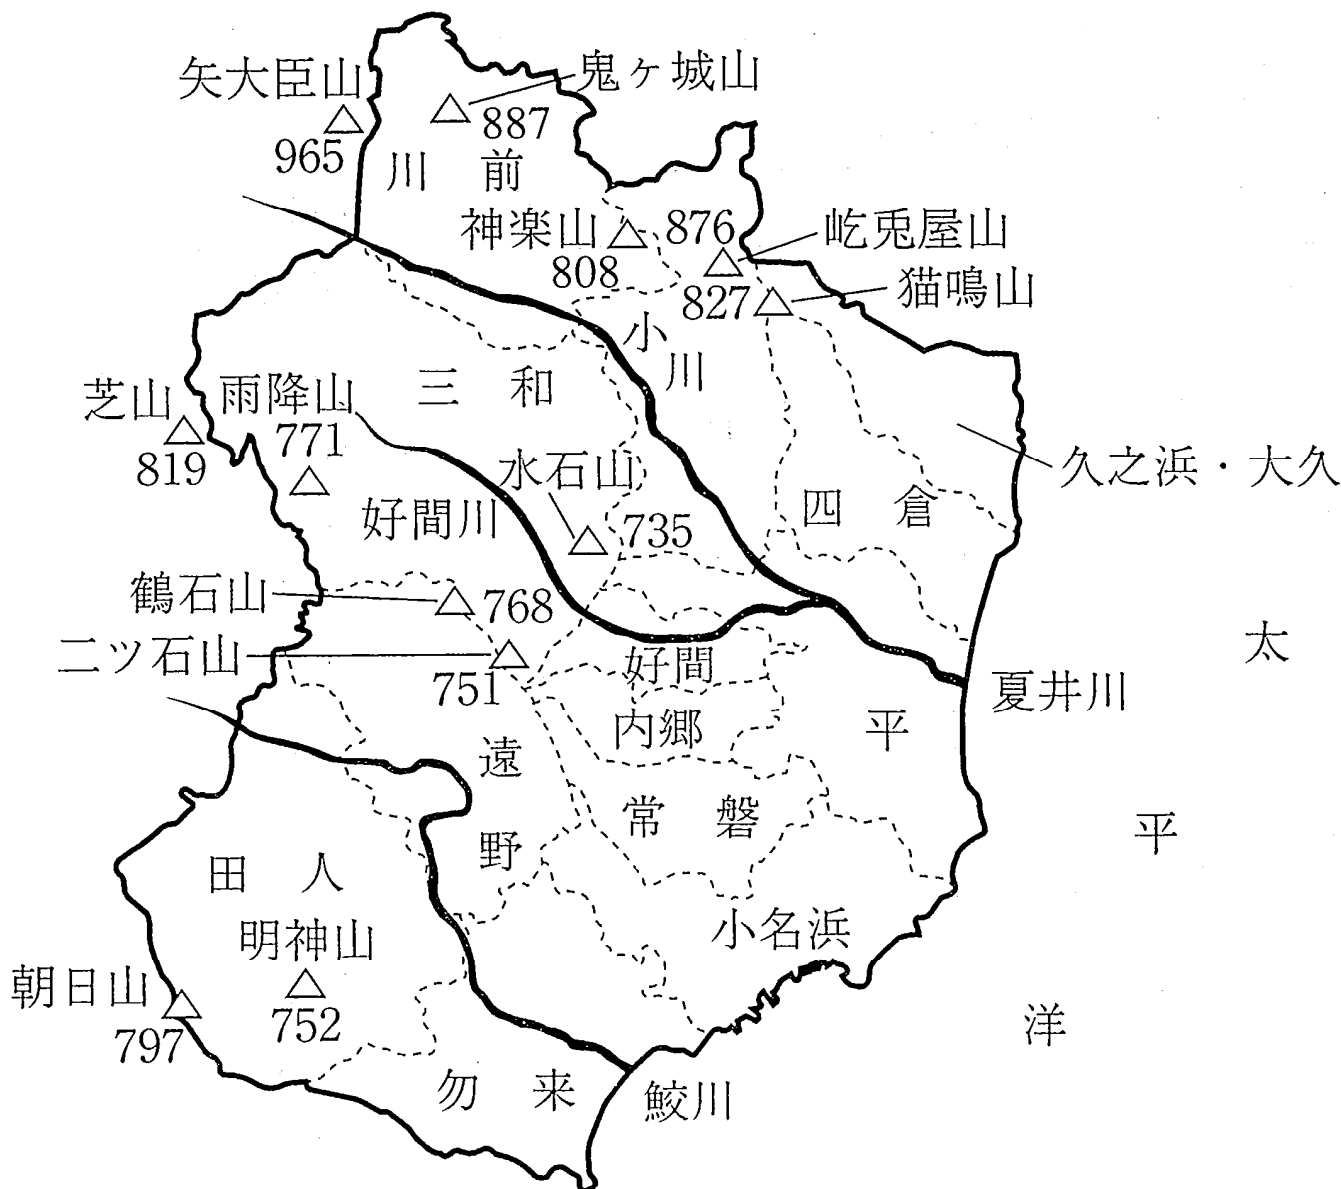 矢大臣山
965
鬼ヶ城山
887
川前
神楽山
808
876
屹兎屋山
827
猫鳴山
小川
三和
芝山
819
雨降山
771
水石山
735
久之浜・大久
四倉
好間川
鶴石山
768
二ツ石山
751
好間
夏井川
内郷
平
遠野
常磐
田人
明神山
752
小名浜
朝日山
797
勿来
鮫川
太平洋